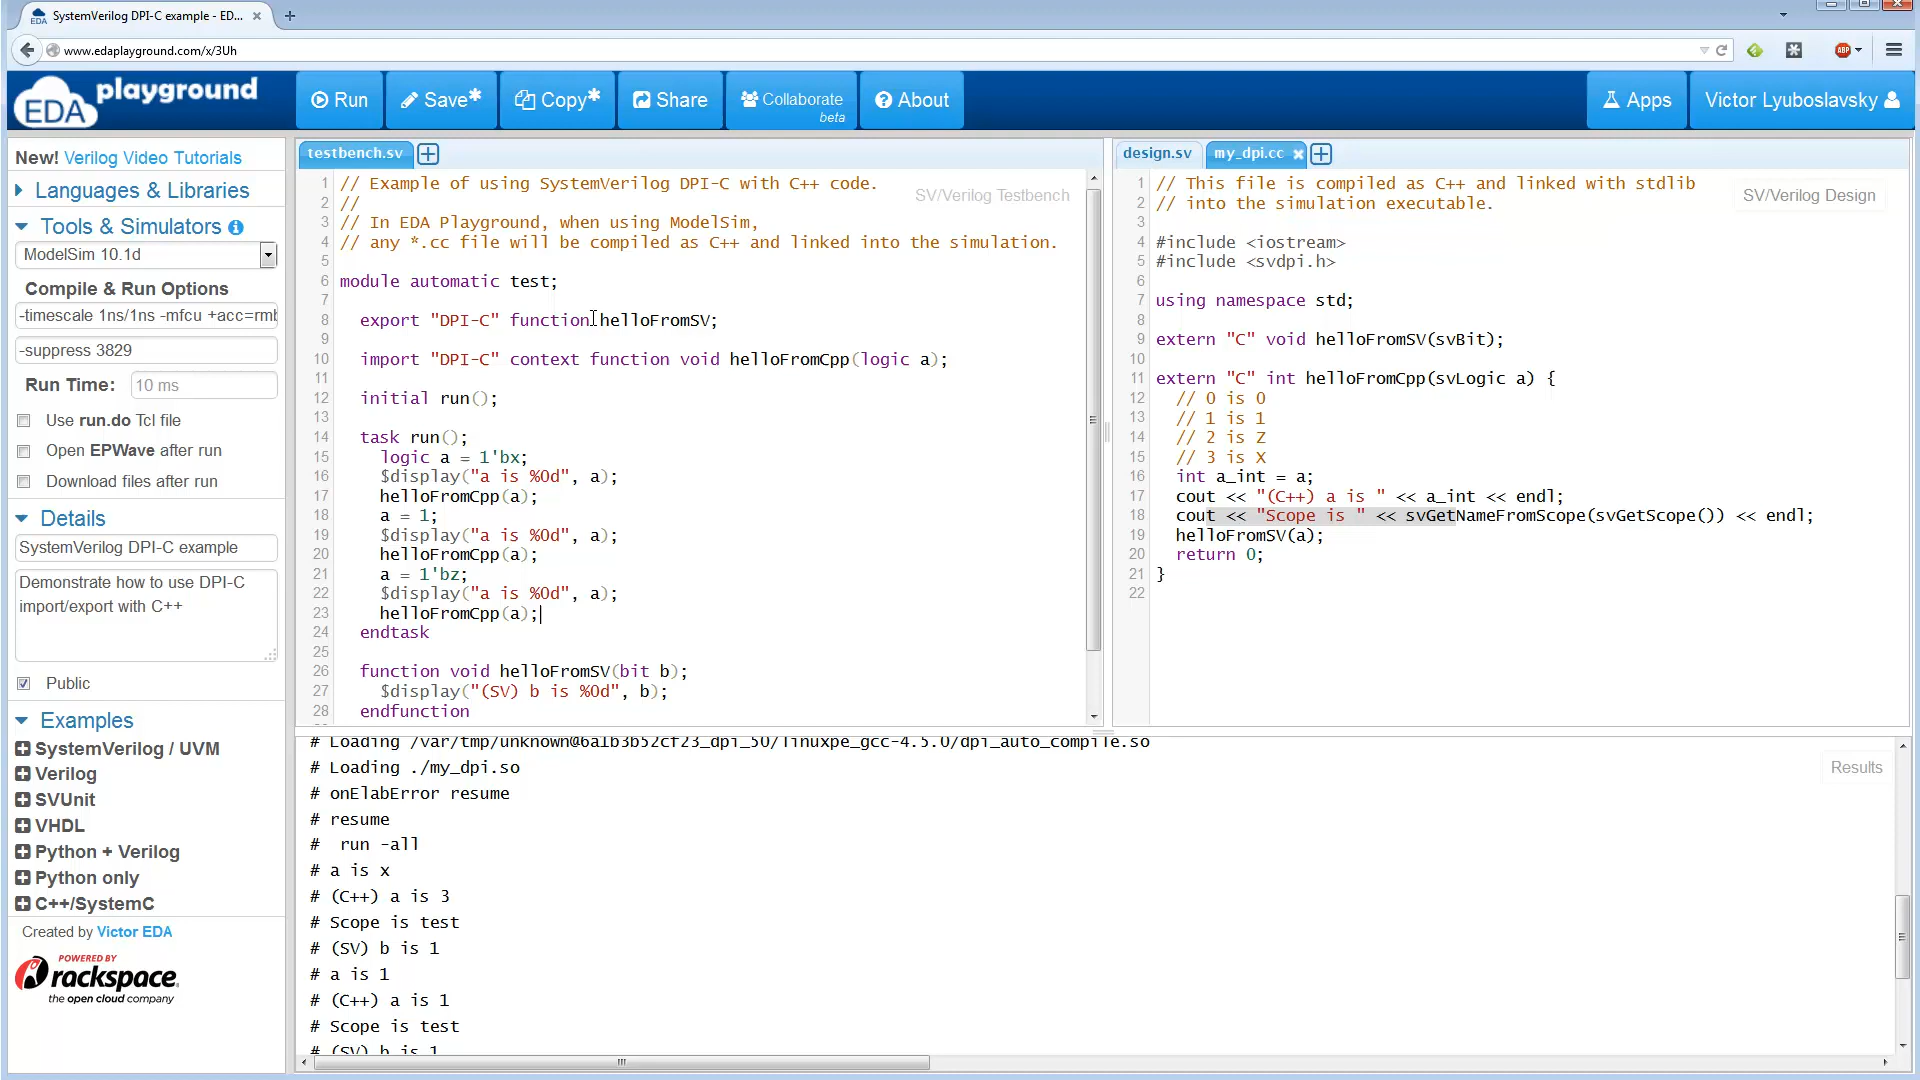 SystemVerilog DPI-C example - ED...
www.edaplayground.com/x/3Uh
EDA playground
Run
Save*
Copy*
Share
Collaborate
beta
About
Apps
Victor Lyuboslavsky
New! Verilog Video Tutorials
Languages & Libraries
Tools & Simulators
ModelSim 10.1d
Compile & Run Options
-timescale 1ns/1ns -mfcu +acc=rmb
-suppress 3829
Run Time:
10 ms
Use run.do Tcl file
Open EPWave after run
Download files after run
Details
SystemVerilog DPI-C example
Demonstrate how to use DPI-C
import/export with C++
Public
Examples
SystemVerilog / UVM
Verilog
SVUnit
VHDL
Python + Verilog
Python only
C++/SystemC
Created by Victor EDA
POWERED BY
rackspace
the open cloud company
testbench.sv
SV/Verilog Testbench
1 // Example of using SystemVerilog DPI-C with C++ code.
2 //
3 // In EDA Playground, when using ModelSim,
4 // any *.cc file will be compiled as C++ and linked into the simulation.
5
6 module automatic test;
7
8 export "DPI-C" function helloFromSV;
9
10 import "DPI-C" context function void helloFromCpp(logic a);
11
12 initial run();
13
14 task run();
15 logic a = 1'bx;
16 $display("a is %0d", a);
17 helloFromCpp(a);
18 a = 1;
19 $display("a is %0d", a);
20 helloFromCpp(a);
21 a = 1'bz;
22 $display("a is %0d", a);
23 helloFromCpp(a);
24 endtask
25
26 function void helloFromSV(bit b);
27 $display("(SV) b is %0d", b);
28 endfunction
design.sv
my_dpi.cc
SV/Verilog Design
1 // This file is compiled as C++ and linked with stdlib
2 // into the simulation executable.
3
4 #include <iostream>
5 #include <svdpi.h>
6
7 using namespace std;
8
9 extern "C" void helloFromSV(svBit);
10
11 extern "C" int helloFromCpp(svLogic a) {
12 // 0 is 0
13 // 1 is 1
14 // 2 is Z
15 // 3 is X
16 int a_int = a;
17 cout << "(C++) a is " << a_int << endl;
18 cout << "Scope is " << svGetNameFromScope(svGetScope()) << endl;
19 helloFromSV(a);
20 return 0;
21 }
22
Results
# Loading /var/tmp/unknown@6a1b3b52cf23_dpi_50/linuxpe_gcc-4.5.0/dpi_auto_compile.so
# Loading ./my_dpi.so
# onElabError resume
# resume
# run -all
# a is x
# (C++) a is 3
# Scope is test
# (SV) b is 1
# a is 1
# (C++) a is 1
# Scope is test
# (SV) b is 1